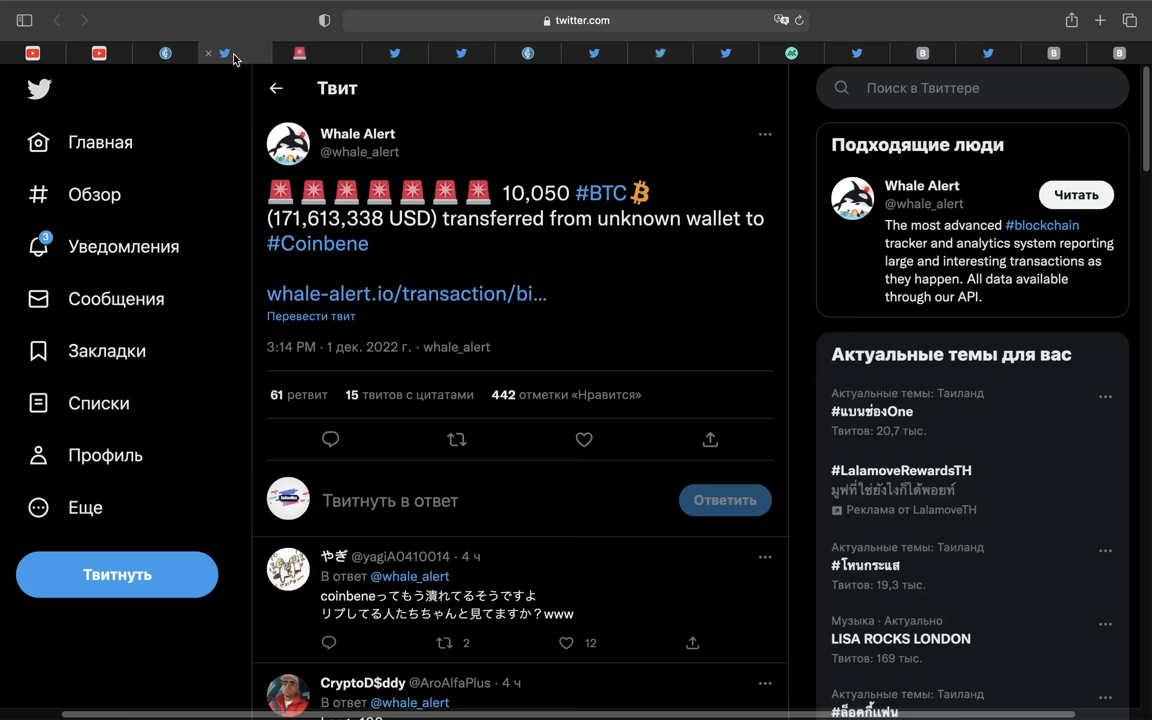 twitter.com
Твит
Поиск в Твиттере
Главная
Обзор
3
Уведомления
Сообщения
Закладки
Списки
Профиль
Еще
Твитнуть
Whale Alert
@whale_alert
🚨 🚨 🚨 🚨 🚨 🚨 🚨 10,050 #BTC
(171,613,338 USD) transferred from unknown wallet to
#Coinbene
whale-alert.io/transaction/bi...
Перевести твит
3:14 PM · 1 дек. 2022 г. · whale_alert
61 ретвит 15 твитов с цитатами 442 отметки «Нравится»
Твитнуть в ответ
Ответить
やぎ @yagiA0410014 · 4 ч
В ответ @whale_alert
coinbeneってもう潰れてるそうですよ
リプしてる人たちちゃんと見てますか？www
2 12
CryptoD$ddy @AroAlfaPlus · 4 ч
В ответ @whale_alert
Подходящие люди
Whale Alert
@whale_alert
Читать
The most advanced #blockchain
tracker and analytics system reporting
large and interesting transactions as
they happen. All data available
through our API.
Актуальные темы для вас
Актуальные темы: Таиланд
#แบนช่องOne
Твитов: 20,7 тыс.
#LalamoveRewardsTH
มูฟที่ใช่ยังไงก็ได้พอยท์
Реклама от LalamoveTH
Актуальные темы: Таиланд
#โหนกระแส
Твитов: 19,3 тыс.
Музыка · Актуально
LISA ROCKS LONDON
Твитов: 169 тыс.
Актуальные темы: Таиланд
#ล็อคกี้แฟน